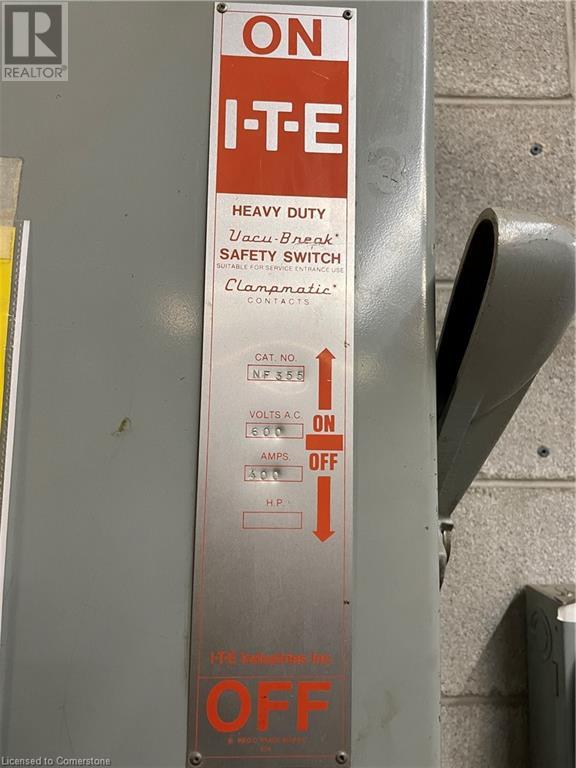 R
REALTOR®
ON
I-T-E
HEAVY DUTY
Vacu-Break*
SAFETY SWITCH
SUITABLE FOR SERVICE ENTRANCE USE
Clampmatic*
CONTACTS
CAT. NO.
NF355
VOLTS A.C.
600
ON
OFF
AMPS.
400
H.P.
I-T-E Industries Inc.
OFF
Licensed to Cornerstone